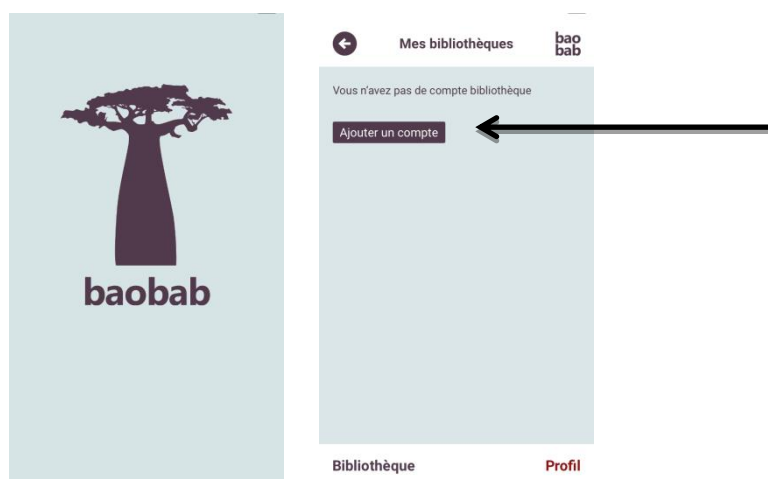 baobab
Mes bibliothèques
bao
bab
Vous n'avez pas de compte bibliothèque
Ajouter un compte
Bibliothèque
Profil